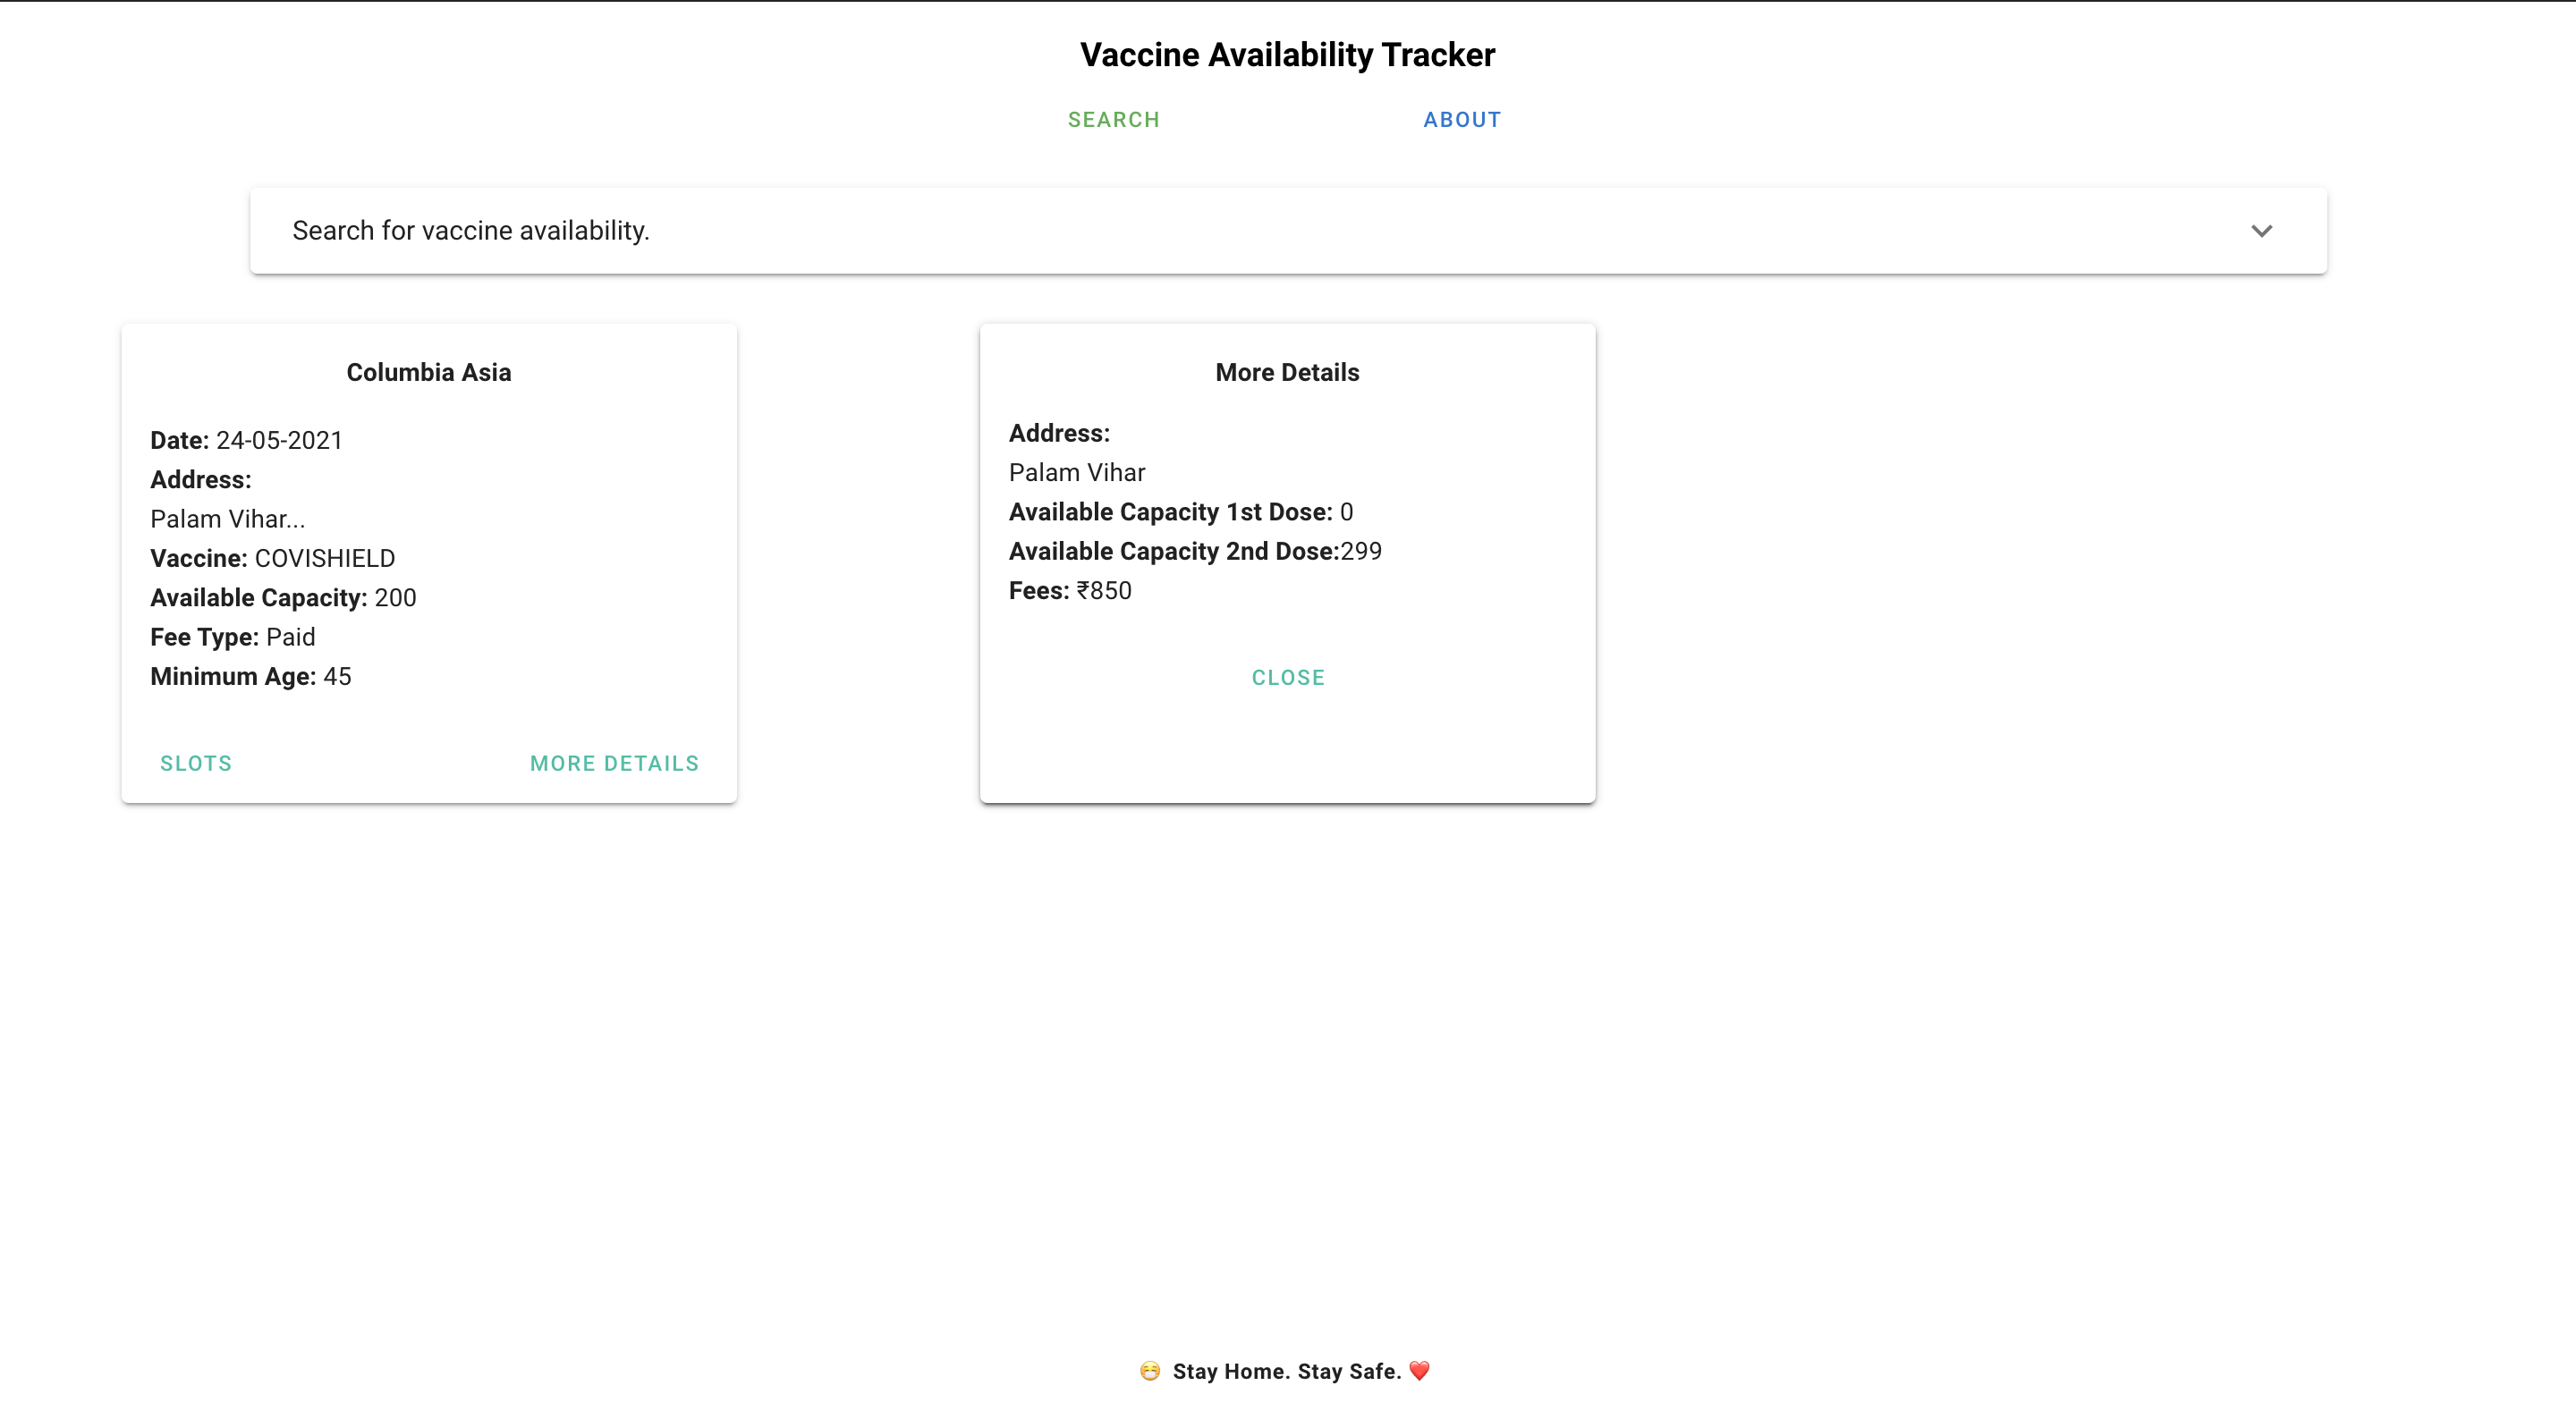 Vaccine Availability Tracker
SEARCH
ABOUT
Search for vaccine availability.
Columbia Asia
Date: 24-05-2021
Address:
Palam Vihar...
Vaccine: COVISHIELD
Available Capacity: 200
Fee Type: Paid
Minimum Age: 45
SLOTS
MORE DETAILS
More Details
Address:
Palam Vihar
Available Capacity 1st Dose: 0
Available Capacity 2nd Dose:299
Fees: ₹850
CLOSE
😷 Stay Home. Stay Safe. ❤️